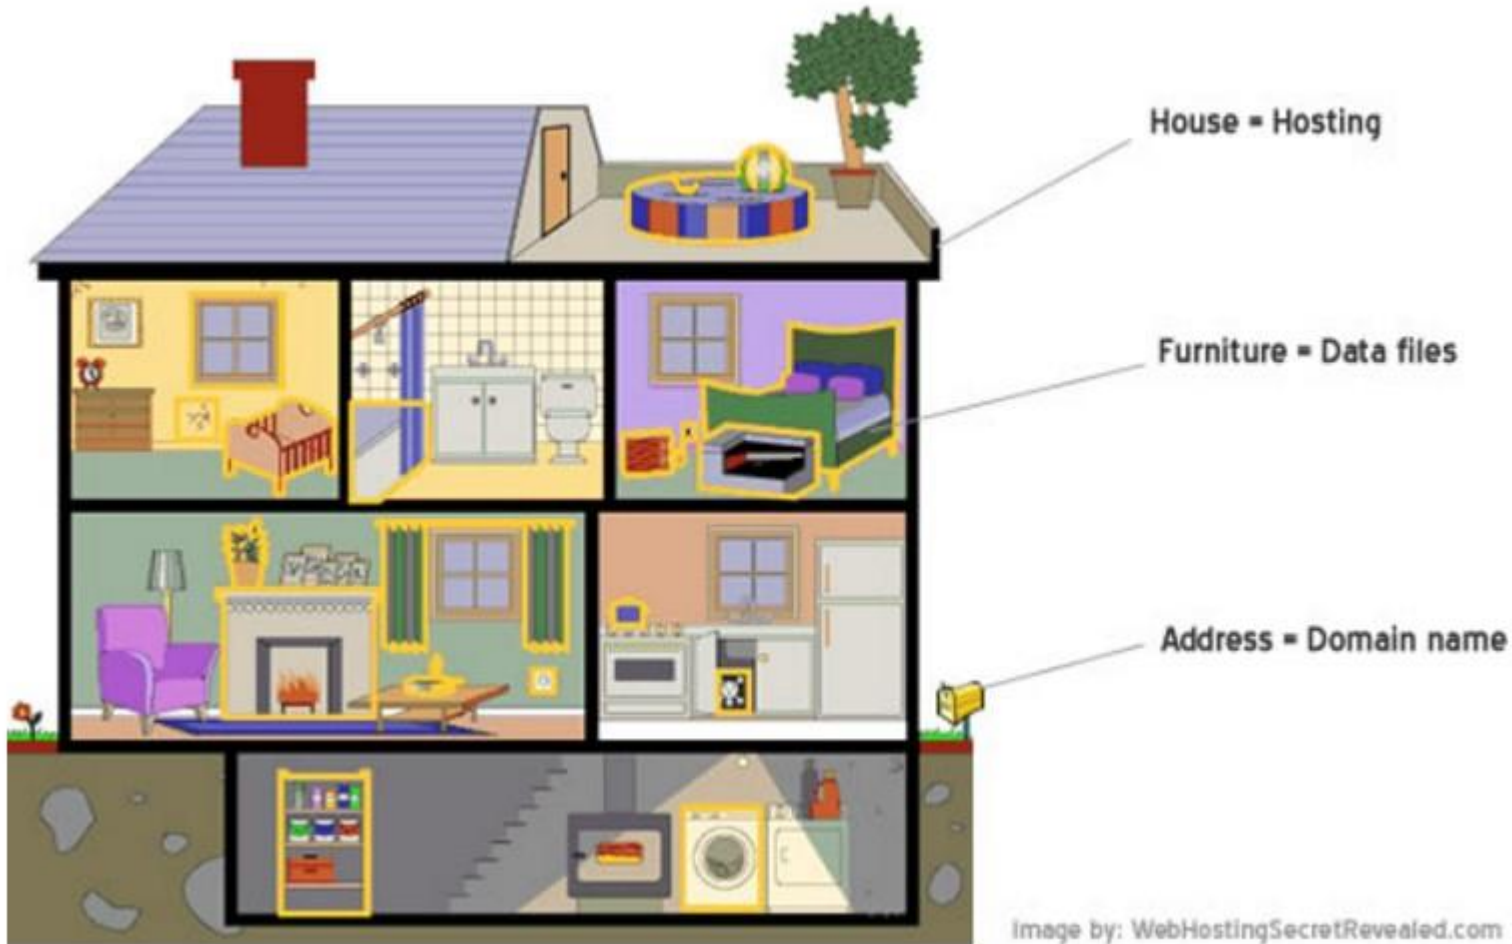 House = Hosting
Furniture = Data files
Address = Domain name
Image by: WebHostingSecretRevealed.com